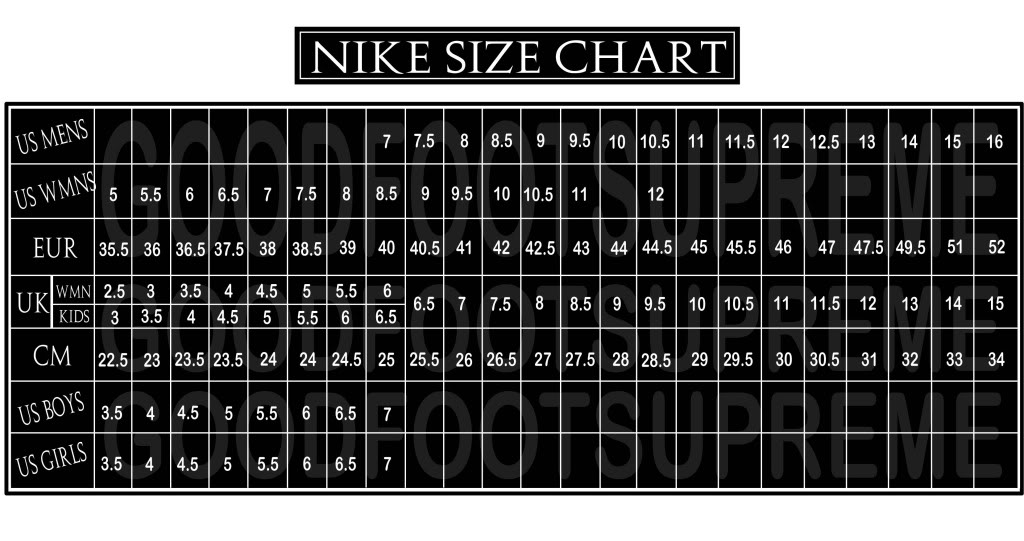 NIKE SIZE CHART
US MENS 7 7.5 8 8.5 9 9.5 10 10.5 11 11.5 12 12.5 13 14 15 16
US WMNS 5 5.5 6 6.5 7 7.5 8 8.5 9 9.5 10 10.5 11 12
EUR 35.5 36 36.5 37.5 38 38.5 39 40 40.5 41 42 42.5 43 44 44.5 45 45.5 46 47 47.5 49.5 51 52
UK WMN 2.5 3 3.5 4 4.5 5 5.5 6 6.5 7 7.5 8 8.5 9 9.5 10 10.5 11 11.5 12 13 14 15
KIDS 3 3.5 4 4.5 5 5.5 6 6.5
CM 22.5 23 23.5 23.5 24 24 24.5 25 25.5 26 26.5 27 27.5 28 28.5 29 29.5 30 30.5 31 32 33 34
US BOYS 3.5 4 4.5 5 5.5 6 6.5 7
US GIRLS 3.5 4 4.5 5 5.5 6 6.5 7
GOODFOOTSUPREME
GOODFOOTSUPREME
GOODFOOTSUPREME